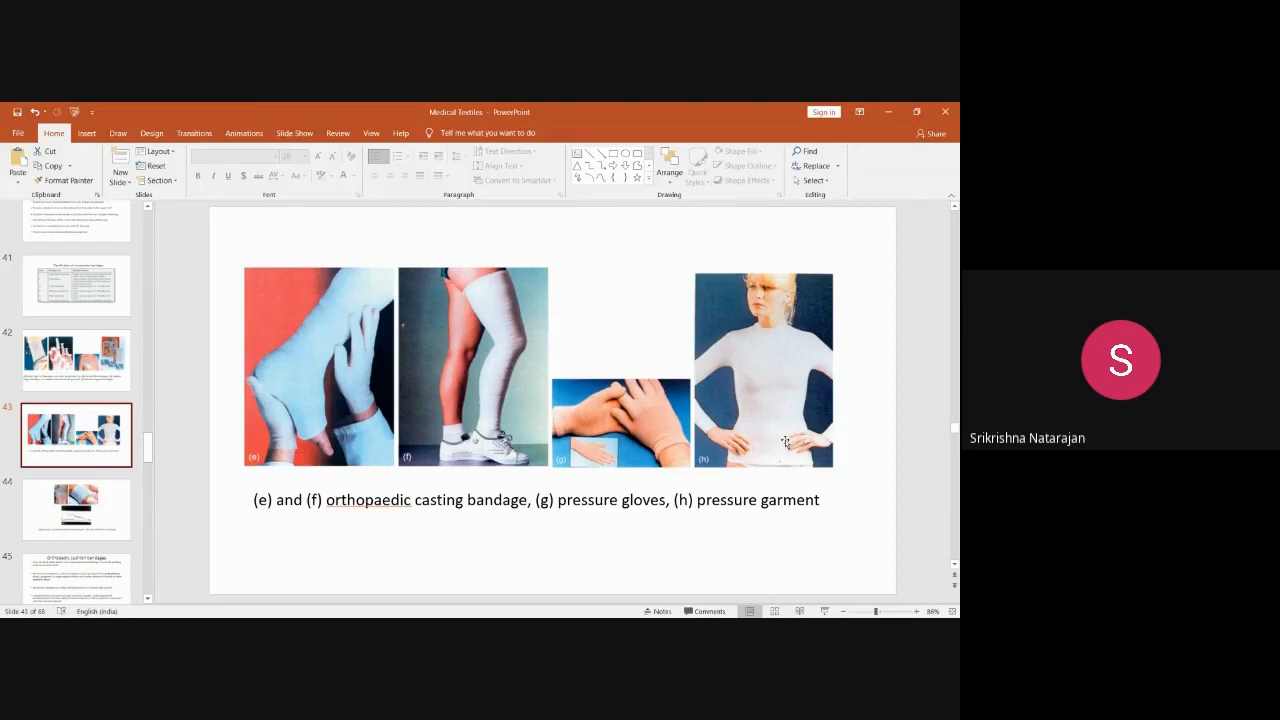 Medical Textiles - PowerPoint
Sign in
File Home Insert Draw Design Transitions Animations Slide Show Review View Help Tell me what you want to do
Share
Paste
Cut
Copy
Format Painter
Clipboard
New
Slide
Layout
Reset
Section
Slides
28
Font
Text Direction
Align Text
Convert to SmartArt
Paragraph
Arrange
Quick
Styles
Shape Fill
Shape Outline
Shape Effects
Drawing
Find
Replace
Select
Editing
41
42
43
44
45
Orthopaedic cushion bandages
(e)
(f)
(g)
(h)
(e) and (f) orthopaedic casting bandage, (g) pressure gloves, (h) pressure garment
Slide 43 of 68
English (India)
Notes
Comments
86%
S
Srikrishna Natarajan